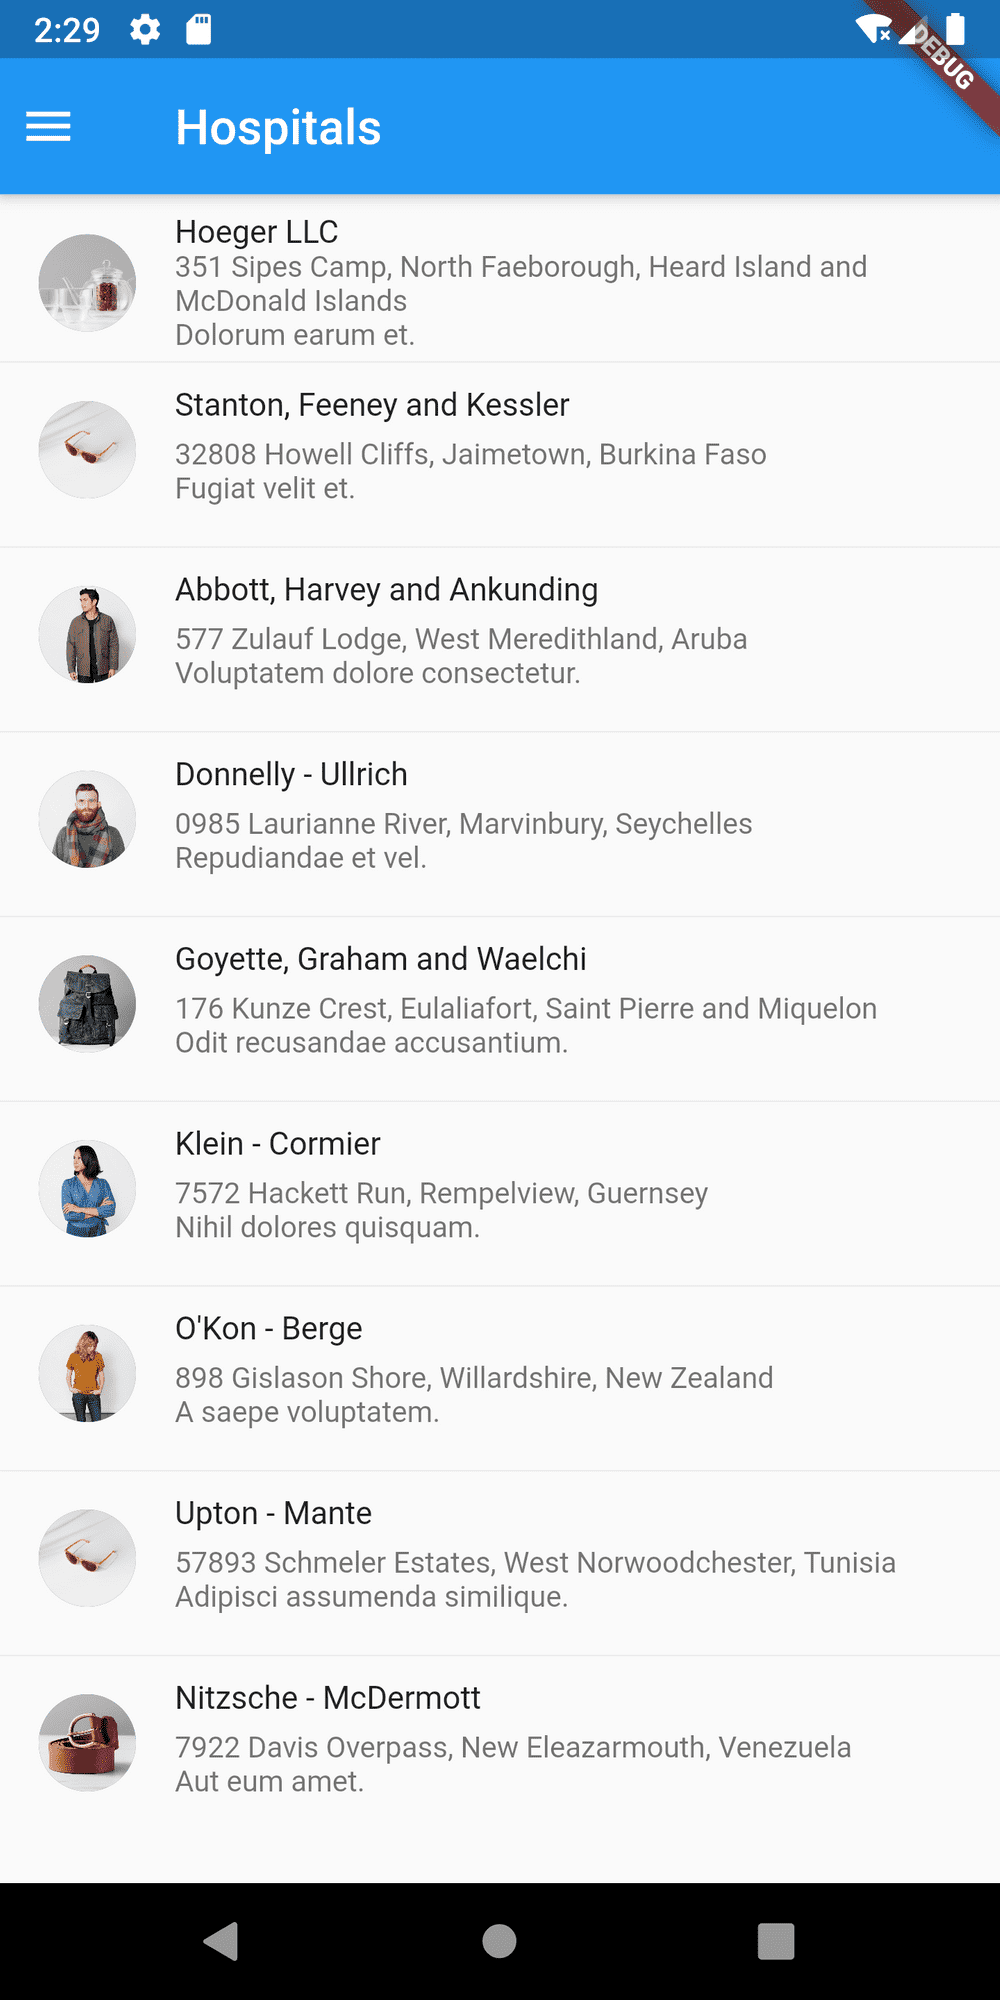 2:29
DEBUG
Hospitals
Hoeger LLC
351 Sipes Camp, North Faeborough, Heard Island and
McDonald Islands
Dolorum earum et.
Stanton, Feeney and Kessler
32808 Howell Cliffs, Jaimetown, Burkina Faso
Fugiat velit et.
Abbott, Harvey and Ankunding
577 Zulauf Lodge, West Meredithland, Aruba
Voluptatem dolore consectetur.
Donnelly - Ullrich
0985 Laurianne River, Marvinbury, Seychelles
Repudiandae et vel.
Goyette, Graham and Waelchi
176 Kunze Crest, Eulaliafort, Saint Pierre and Miquelon
Odit recusandae accusantium.
Klein - Cormier
7572 Hackett Run, Rempelview, Guernsey
Nihil dolores quisquam.
O'Kon - Berge
898 Gislason Shore, Willardshire, New Zealand
A saepe voluptatem.
Upton - Mante
57893 Schmeler Estates, West Norwoodchester, Tunisia
Adipisci assumenda similique.
Nitzsche - McDermott
7922 Davis Overpass, New Eleazarmouth, Venezuela
Aut eum amet.